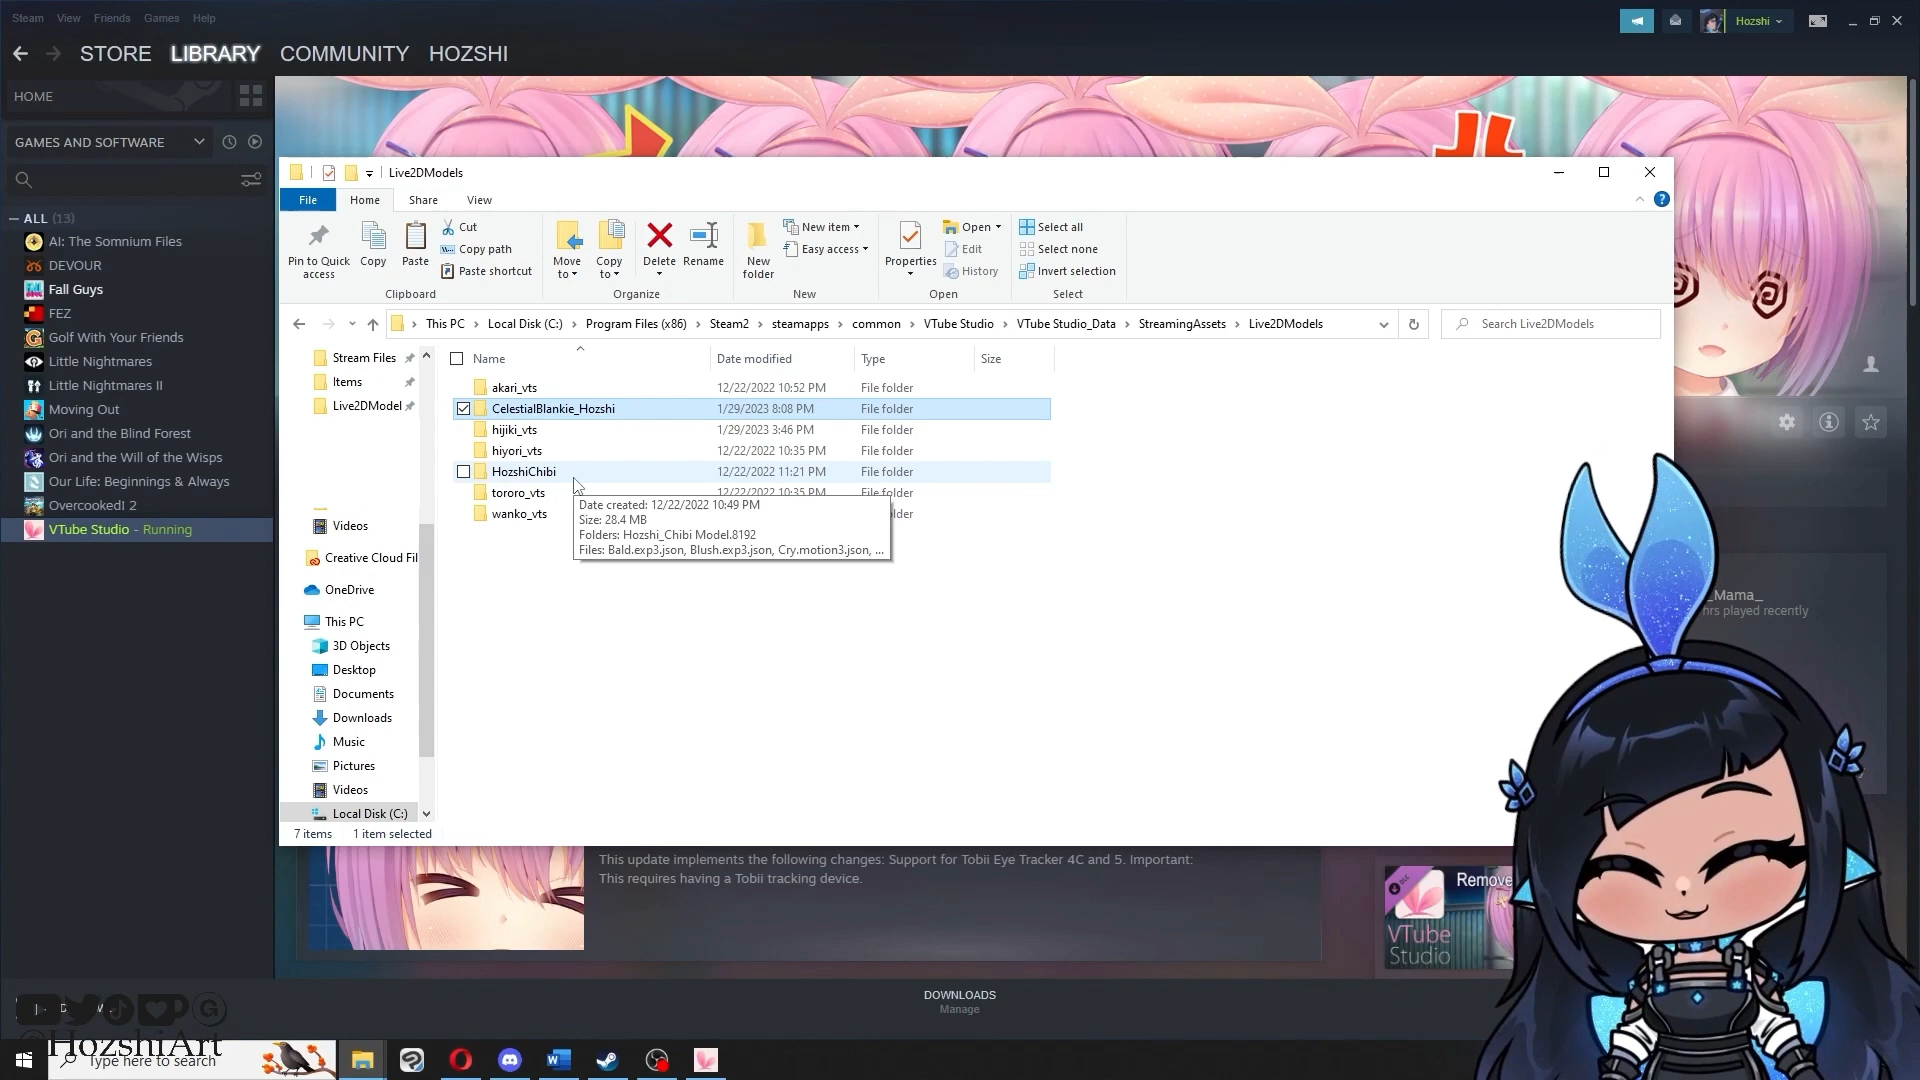 Steam View Friends Games Help
Hozshi
STORE LIBRARY COMMUNITY HOZSHI
HOME
GAMES AND SOFTWARE
ALL (13)
AI: The Somnium Files
DEVOUR
Fall Guys
FEZ
Golf With Your Friends
Little Nightmares
Little Nightmares II
Moving Out
Ori and the Blind Forest
Ori and the Will of the Wisps
Our Life: Beginnings & Always
Overcooked! 2
VTube Studio - Running
Live2DModels
File Home Share View
Pin to Quick access
Copy
Paste
Cut
Copy path
Paste shortcut
Clipboard
Move to
Copy to
Delete
Rename
Organize
New folder
New item
Easy access
New
Properties
Open
Edit
History
Open
Select all
Select none
Invert selection
Select
This PC › Local Disk (C:) › Program Files (x86) › Steam2 › steamapps › common › VTube Studio › VTube Studio_Data › StreamingAssets › Live2DModels
Search Live2DModels
Stream Files
Items
Live2DModel
Videos
Creative Cloud Fil
OneDrive
This PC
3D Objects
Desktop
Documents
Downloads
Music
Pictures
Videos
Local Disk (C:)
Name Date modified Type Size
akari_vts 12/22/2022 10:52 PM File folder
CelestialBlankie_Hozshi 1/29/2023 8:08 PM File folder
hijiki_vts 1/29/2023 3:46 PM File folder
hiyori_vts 12/22/2022 10:35 PM File folder
HozshiChibi 12/22/2022 11:21 PM File folder
tororo_vts 12/22/2022 10:35 PM File folder
wanko_vts
Date created: 12/22/2022 10:49 PM
Size: 28.4 MB
Folders: Hozshi_Chibi Model.8192
Files: Bald.exp3.json, Blush.exp3.json, Cry.motion3.json, ...
7 items 1 item selected
_Mama_
hrs played recently
This update implements the following changes: Support for Tobii Eye Tracker 4C and 5. Important:
This requires having a Tobii tracking device.
DLC
Remove
VTube
Studio
DOWNLOADS
Manage
@HozshiArt
Type here to search